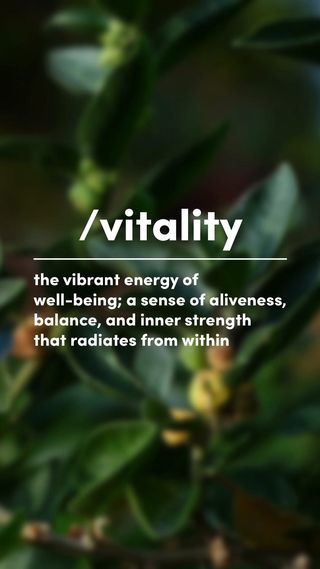 /vitality
the vibrant energy of
well-being; a sense of aliveness,
balance, and inner strength
that radiates from within